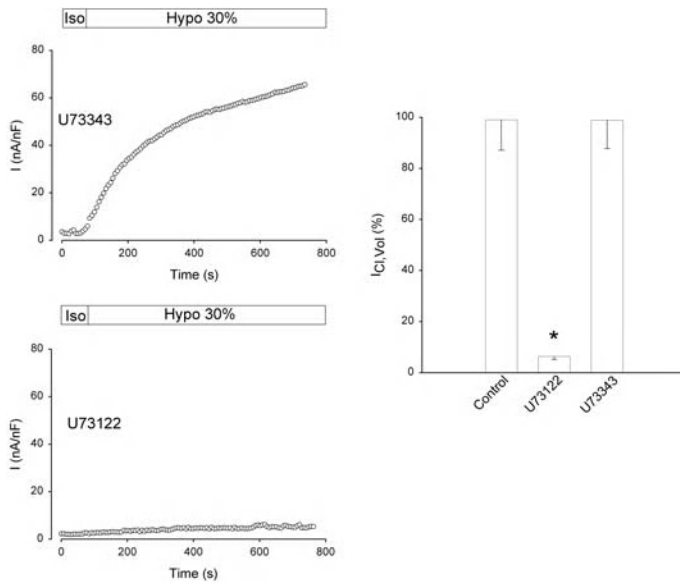 Iso Hypo 30%
80
60
40
20
0
I (nA/nF)
U73343
0 200 400 600 800
Time (s)
Iso Hypo 30%
80
60
40
20
0
I (nA/nF)
U73122
0 200 400 600 800
Time (s)
100
80
60
40
20
0
ICl,Vol (%)
*
Control U73122 U73343